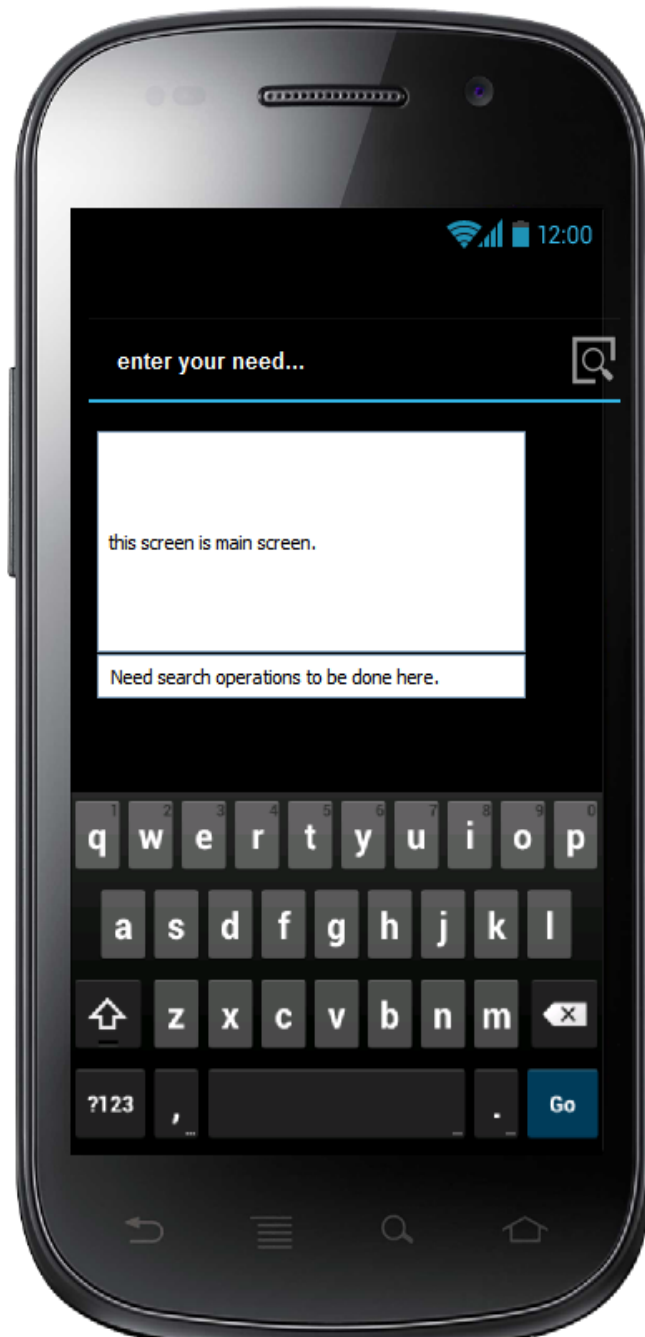 12:00
enter your need...
this screen is main screen.
Need search operations to be done here.
1 2 3 4 5 6 7 8 9 0
q w e r t y u i o p
a s d f g h j k l
z x c v b n m
?123 , ... . ... Go